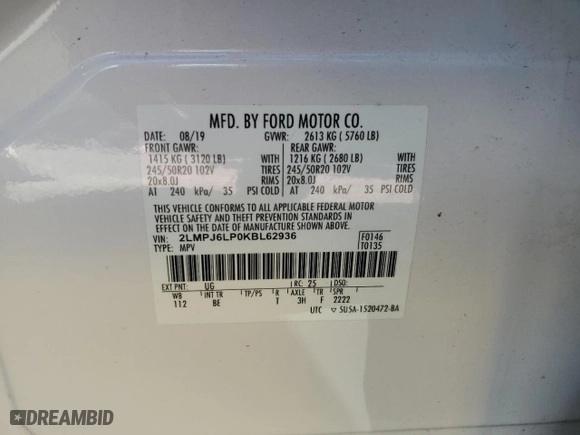 MFD. BY FORD MOTOR CO.
DATE: 08/19 GVWR: 2613 KG ( 5760 LB)
FRONT GAWR: REAR GAWR:
1415 KG ( 3120 LB) WITH 1216 KG ( 2680 LB) WITH
245/50R20 102V TIRES 245/50R20 102V TIRES
20x8.0J RIMS 20x8.0J RIMS
AT 240 kPa/ 35 PSI COLD AT 240 kPa/ 35 PSI COLD
THIS VEHICLE CONFORMS TO ALL APPLICABLE FEDERAL MOTOR
VEHICLE SAFETY AND THEFT PREVENTION STANDARDS IN
EFFECT ON THE DATE OF MANUFACTURE SHOWN ABOVE.
VIN: 2LMPJ6LP0KBL62936 F0146
TYPE: MPV T0135
EXT PNT: UG RC: 25 DSO:
WB INT TR TP/PS R AXLE TR SPR
112 BE T 3H F 2222
UTC ▽ 5U5A-1520472-BA
DREAMBID